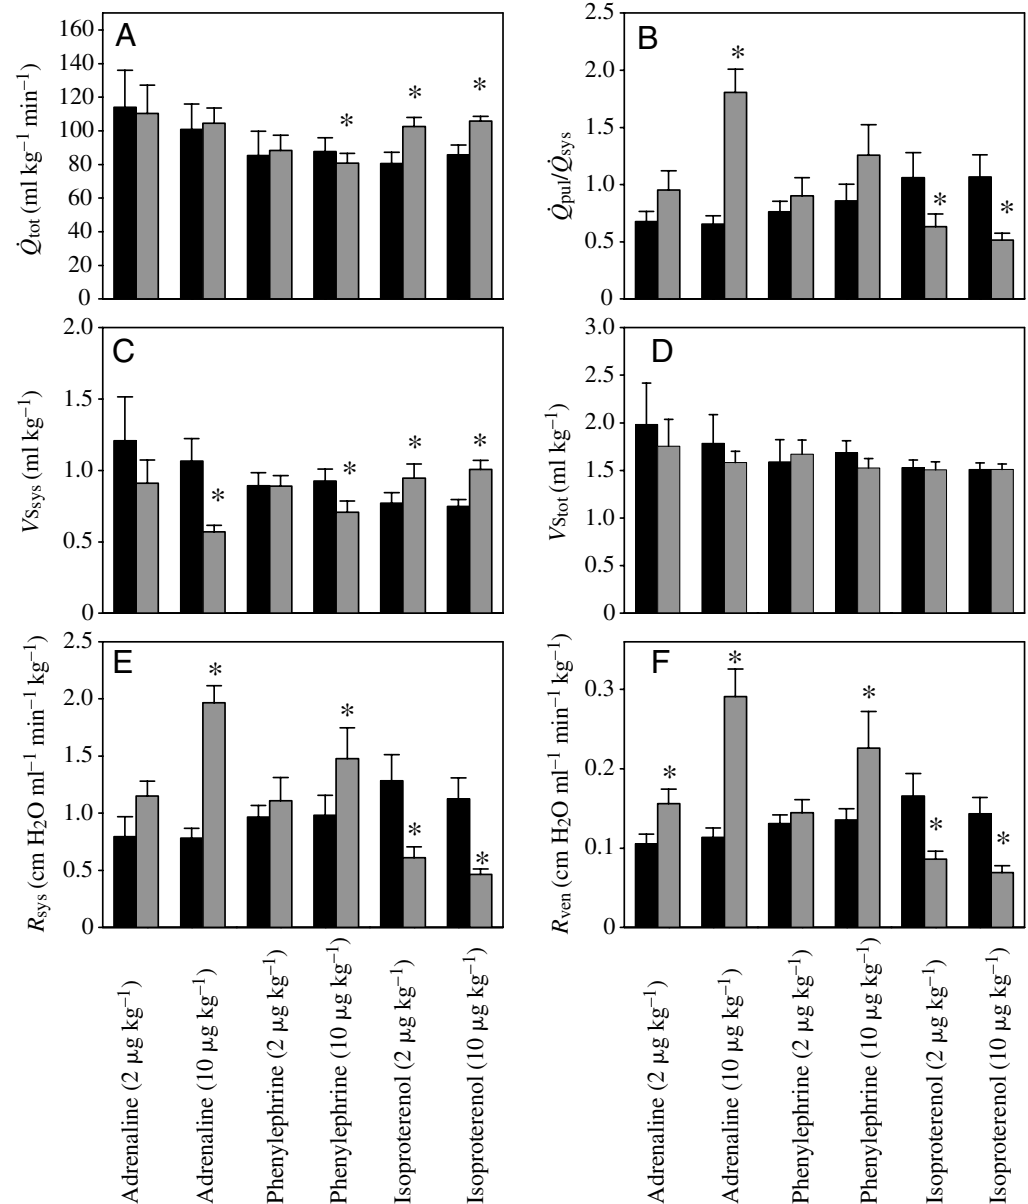 A
160
140
120
100
80
60
40
20
0
Q̇tot (ml kg−1 min−1)
* * *
B
2.5
2.0
1.5
1.0
0.5
0
Q̇pul/Q̇sys
* * *
C
2.0
1.5
1.0
0.5
0
VSsys (ml kg−1)
* * * *
D
3.0
2.5
2.0
1.5
1.0
0.5
0
VStot (ml kg−1)
E
2.5
2.0
1.5
1.0
0.5
0
Rsys (cm H2O ml−1 min−1 kg−1)
* * * *
F
0.3
0.2
0.1
0
Rven (cm H2O ml−1 min−1 kg)
* * * * *
Adrenaline (2 µg kg−1)
Adrenaline (10 µg kg−1)
Phenylephrine (2 µg kg−1)
Phenylephrine (10 µg kg−1)
Isoproterenol (2 µg kg−1)
Isoproterenol (10 µg kg−1)
Adrenaline (2 µg kg−1)
Adrenaline (10 µg kg−1)
Phenylephrine (2 µg kg−1)
Phenylephrine (10 µg kg−1)
Isoproterenol (2 µg kg−1)
Isoproterenol (10 µg kg−1)